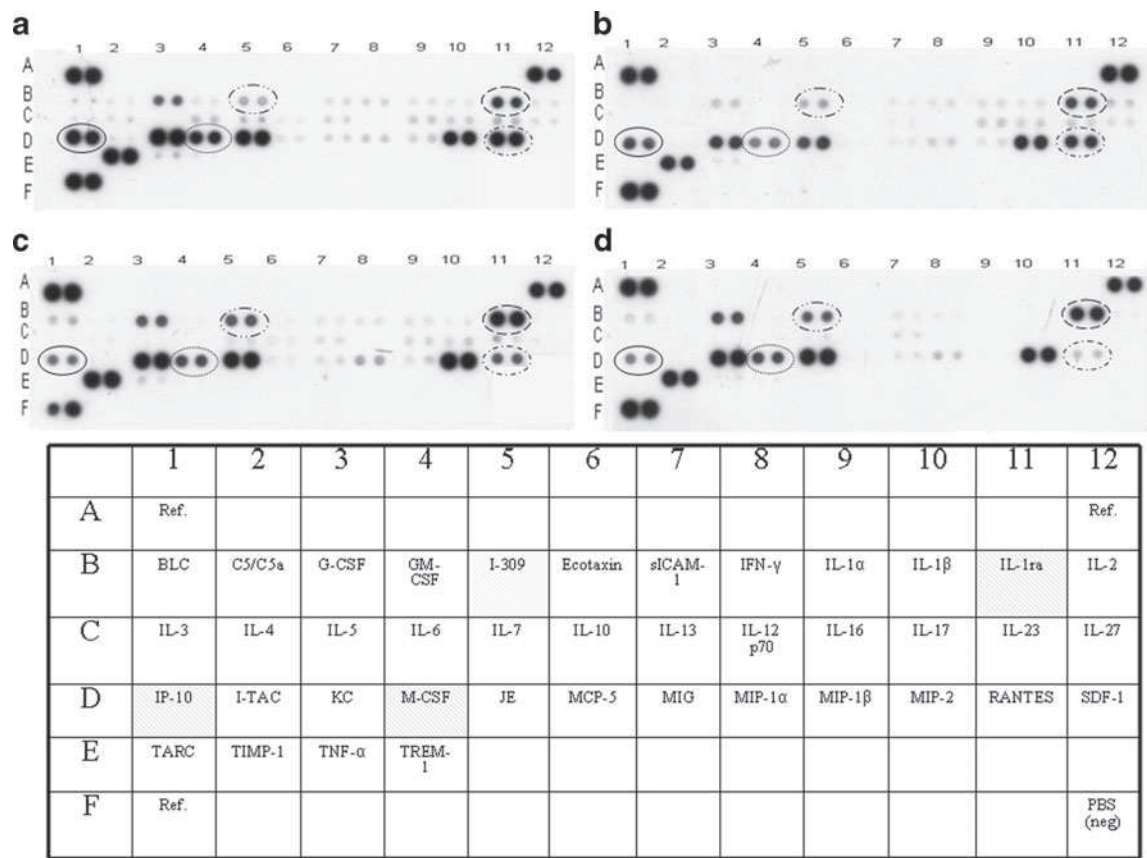 a
1 2 3 4 5 6 7 8 9 10 11 12
A
B
C
D
E
F
b
1 2 3 4 5 6 7 8 9 10 11 12
A
B
C
D
E
F
c
1 2 3 4 5 6 7 8 9 10 11 12
A
B
C
D
E
F
d
1 2 3 4 5 6 7 8 9 10 11 12
A
B
C
D
E
F
1 2 3 4 5 6 7 8 9 10 11 12
A Ref. Ref.
B BLC C5/C5a G-CSF GM-CSF I-309 Ecotaxin sICAM-1 IFN-γ IL-1α IL-1β IL-1ra IL-2
C IL-3 IL-4 IL-5 IL-6 IL-7 IL-10 IL-13 IL-12 p70 IL-16 IL-17 IL-23 IL-27
D IP-10 I-TAC KC M-CSF JE MCP-5 MIG MIP-1α MIP-1β MIP-2 RANTES SDF-1
E TARC TIMP-1 TNF-α TREM-1
F Ref. PBS (neg)